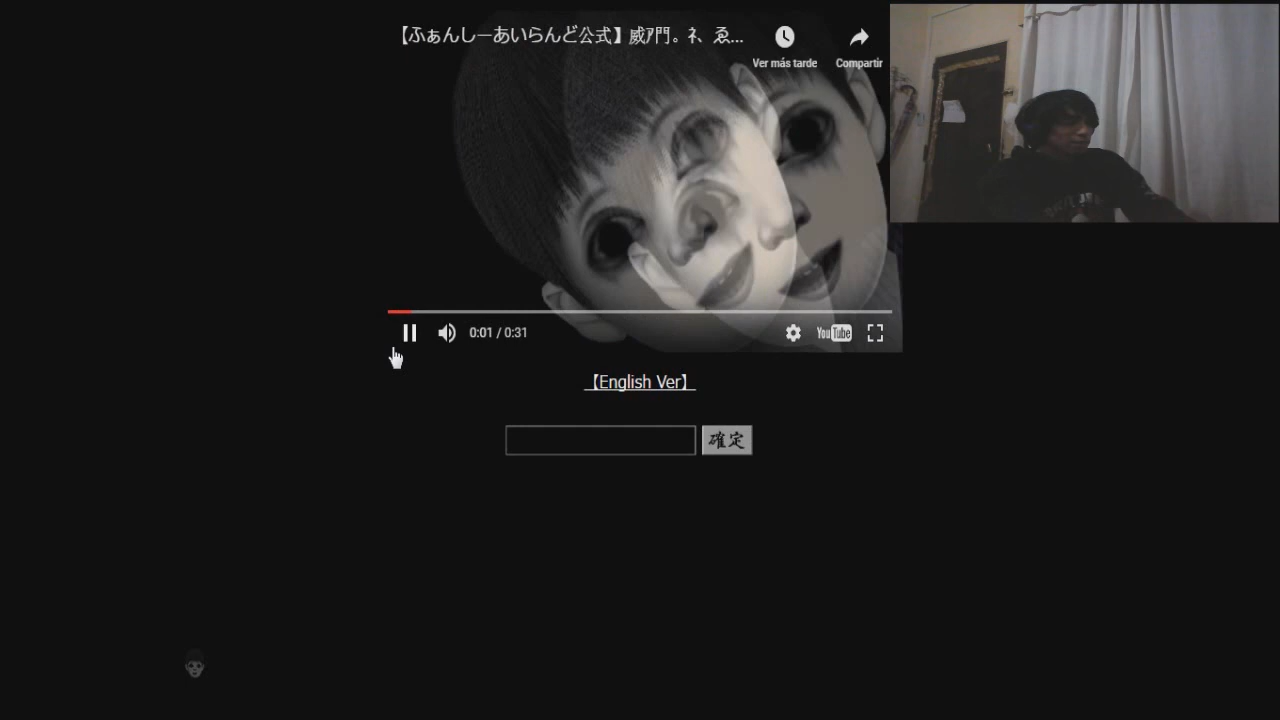 【ふぁんしーあいらんど公式】威ｱ門。ﾈ、ゑ...
Ver más tarde
Compartir
0:01 / 0:31
YouTube
【English Ver】
確定